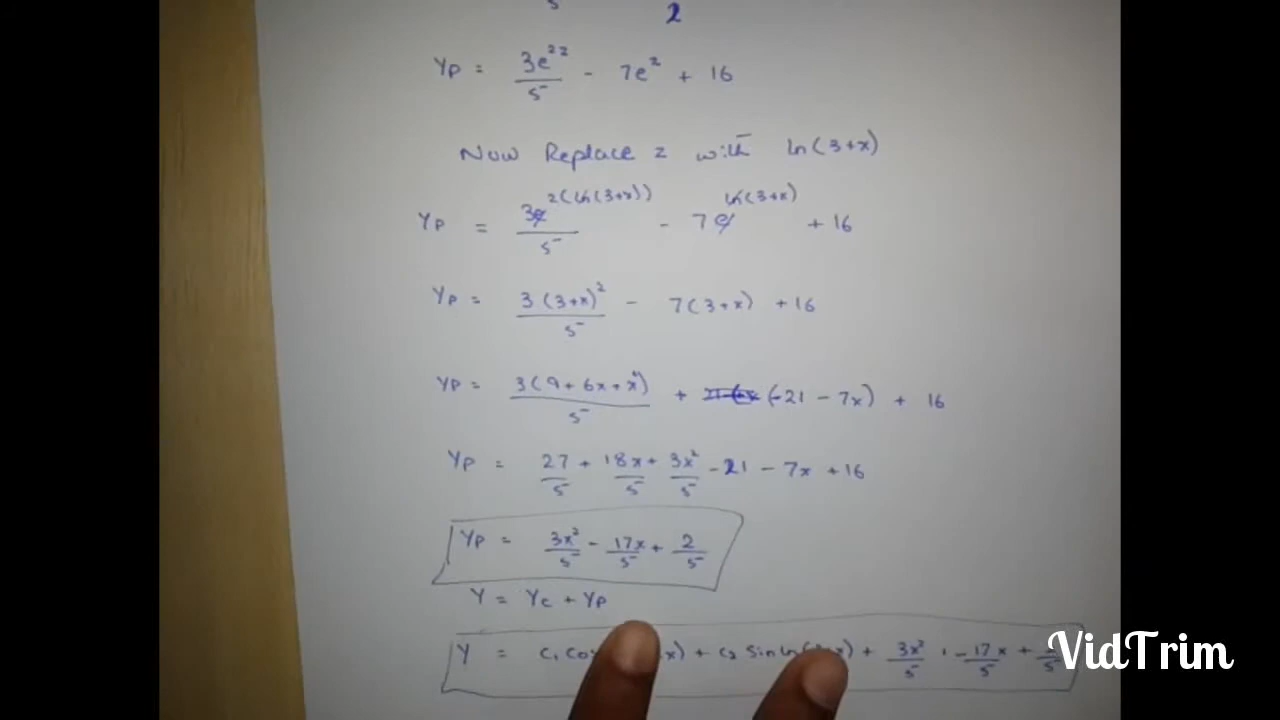 5 2
Yp = 3e^2z/5 - 7e^z + 16
Now Replace z with ln(3+x)
Yp = 3e^2(ln(3+x))/5 - 7e^ln(3+x) + 16
Yp = 3(3+x)^2/5 - 7(3+x) + 16
Yp = 3(9+6x+x^2)/5 + (-21 - 7x) + 16
Yp = 27/5 + 18x/5 + 3x^2/5 - 21 - 7x + 16
Yp = 3x^2/5 - 17x/5 + 2/5
Y = Yc + Yp
Y = C1 Cos x) + C2 Sin ln( x) + 3x^2/5 + -17x/5 + /5
VidTrim